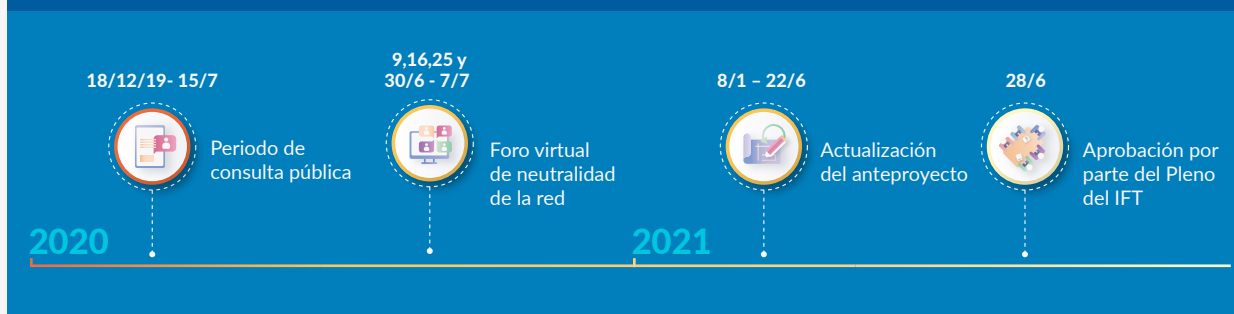 18/12/19- 15/7
Periodo de
consulta pública
9,16,25 y
30/6 - 7/7
Foro virtual
de neutralidad
de la red
8/1 – 22/6
Actualización
del anteproyecto
28/6
Aprobación por
parte del Pleno
del IFT
2020
2021